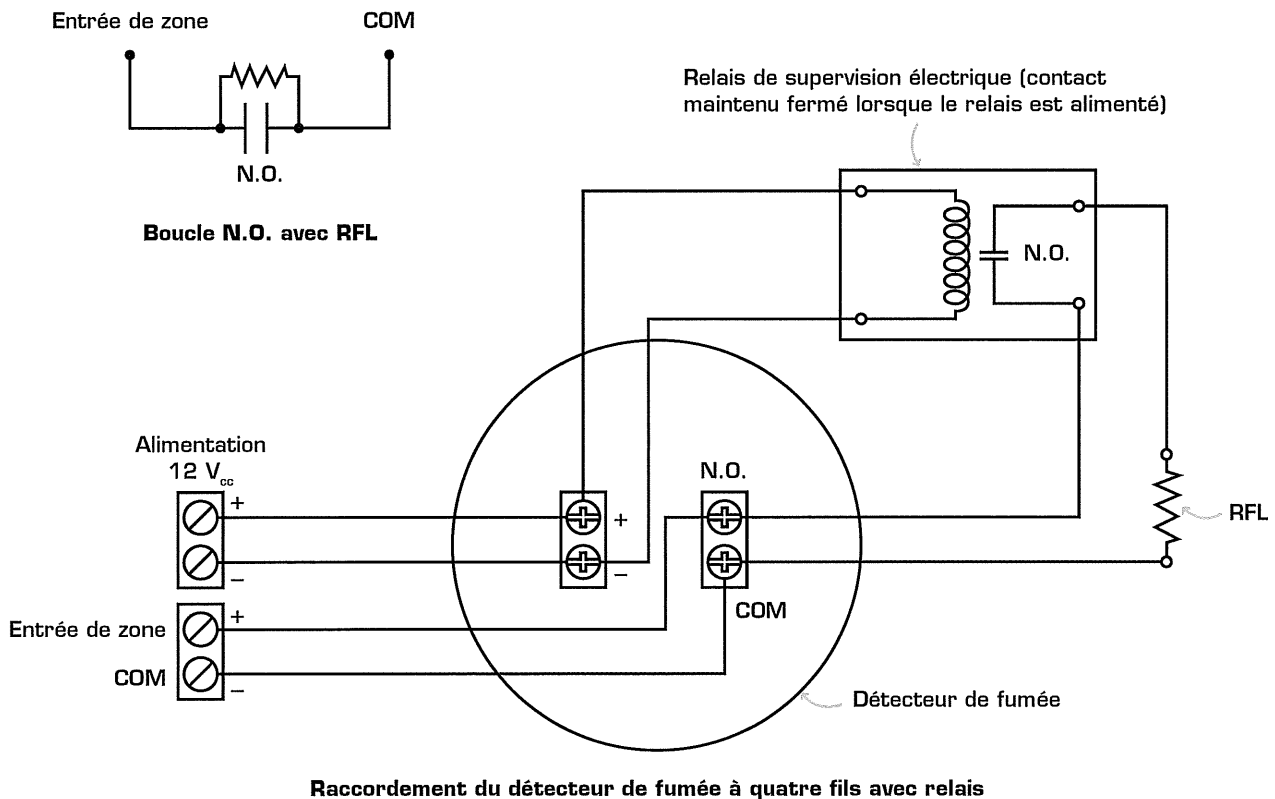 Entrée de zone
COM
N.O.
Boucle N.O. avec RFL
Relais de supervision électrique (contact
maintenu fermé lorsque le relais est alimenté)
N.O.
Alimentation
12 Vcc
+
–
+
–
N.O.
COM
RFL
Entrée de zone
+
COM
–
Détecteur de fumée
Raccordement du détecteur de fumée à quatre fils avec relais